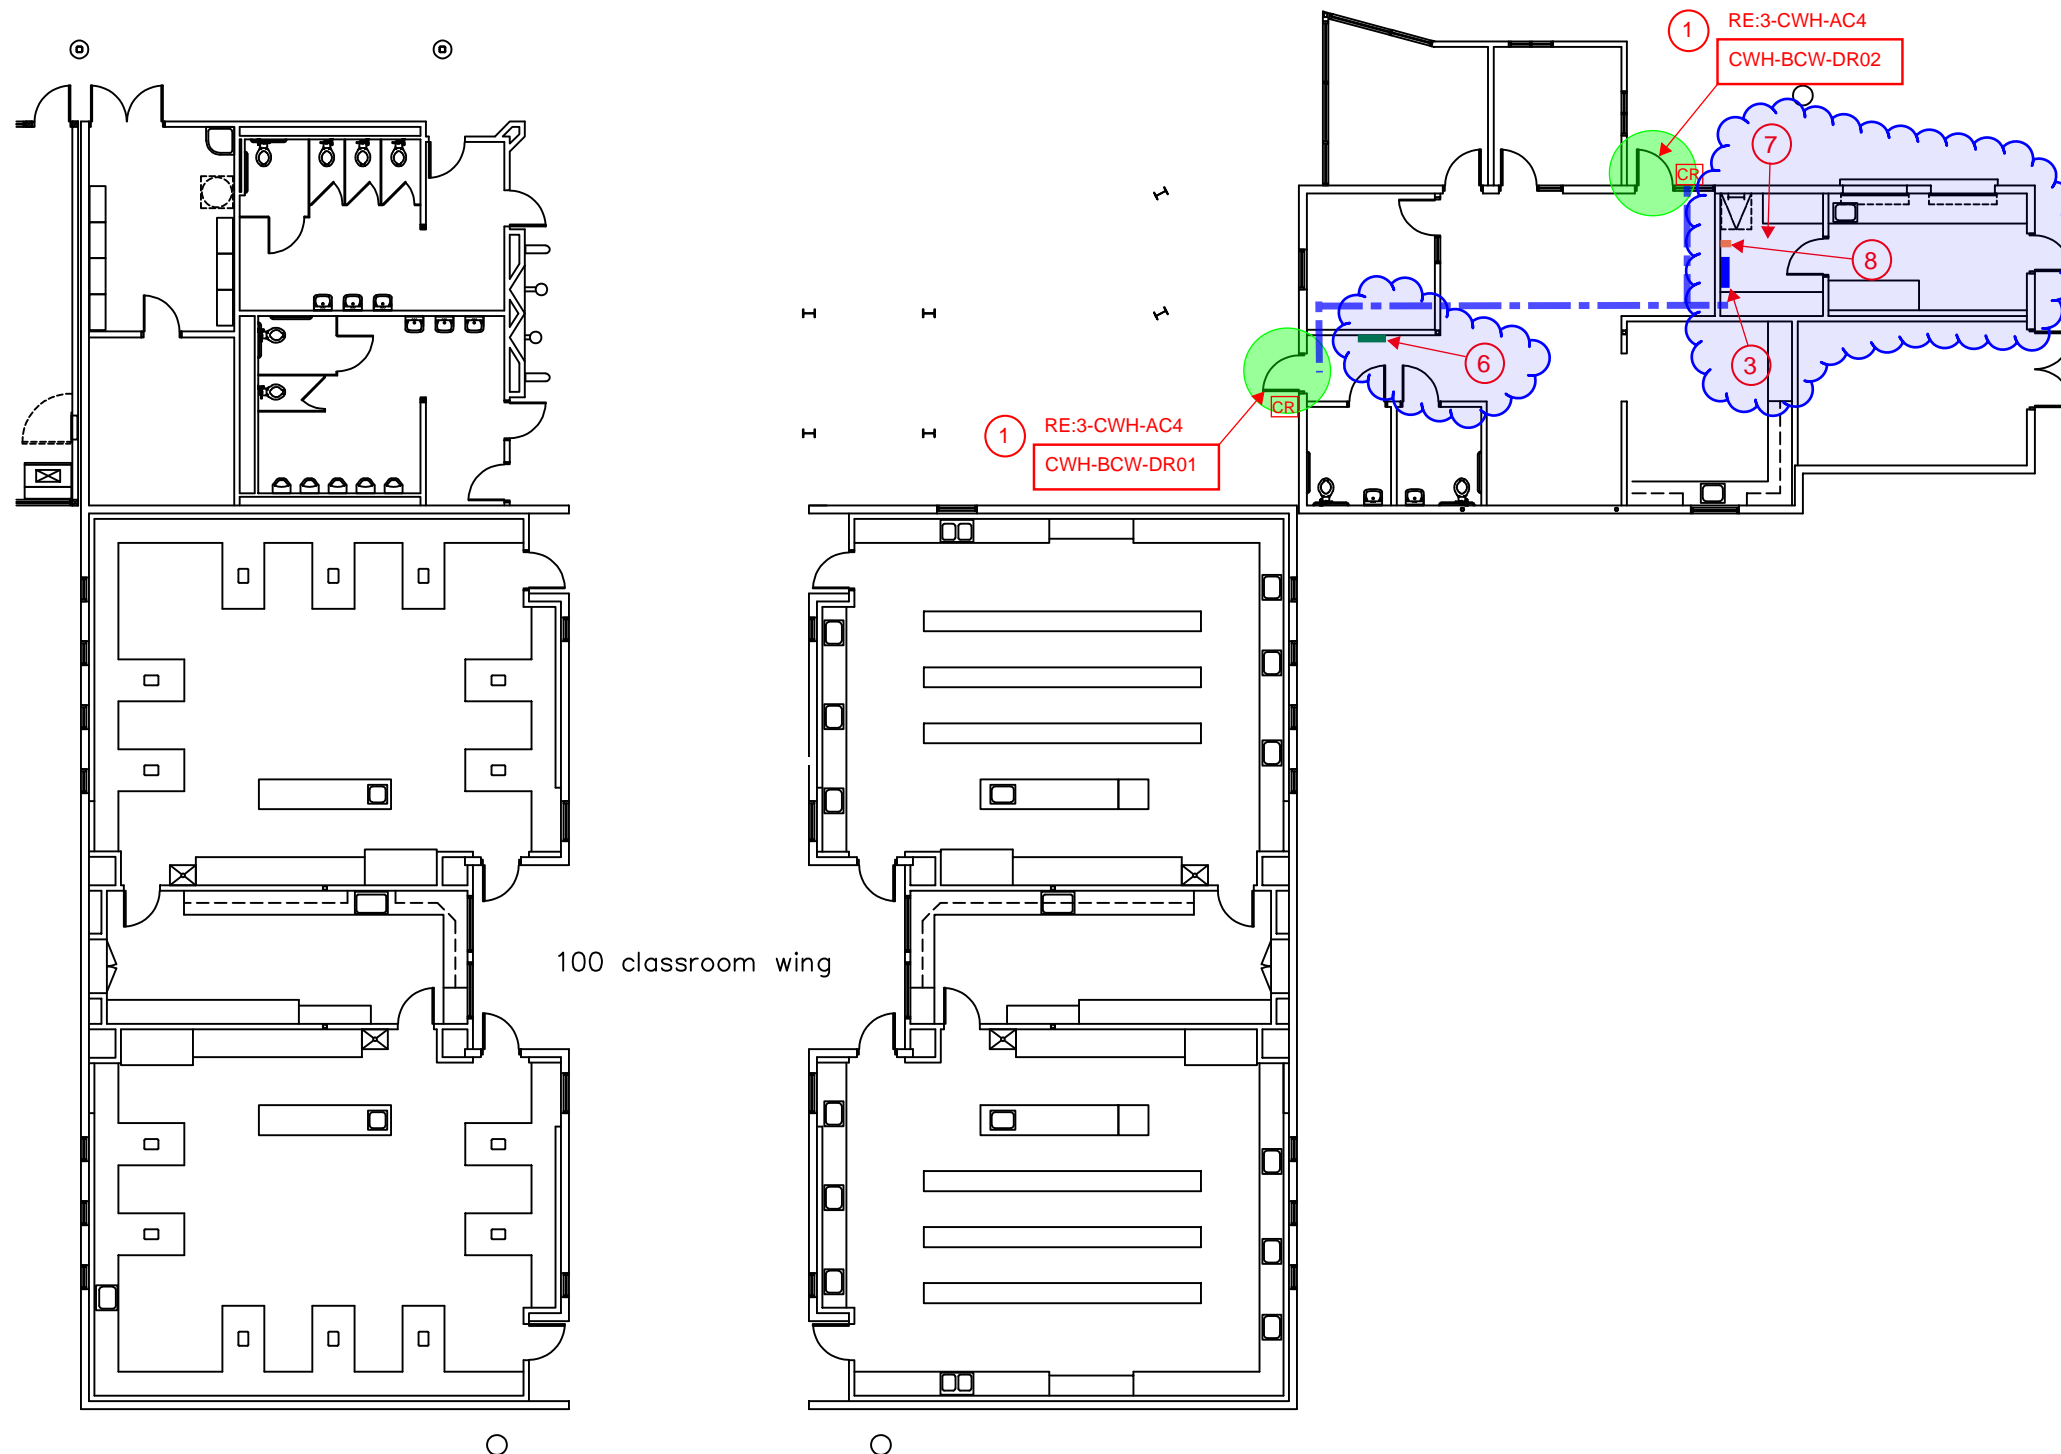 1 RE:3-CWH-AC4
CWH-BCW-DR02
7
CR
8
3
6
CR
1 RE:3-CWH-AC4
CWH-BCW-DR01
100 classroom wing